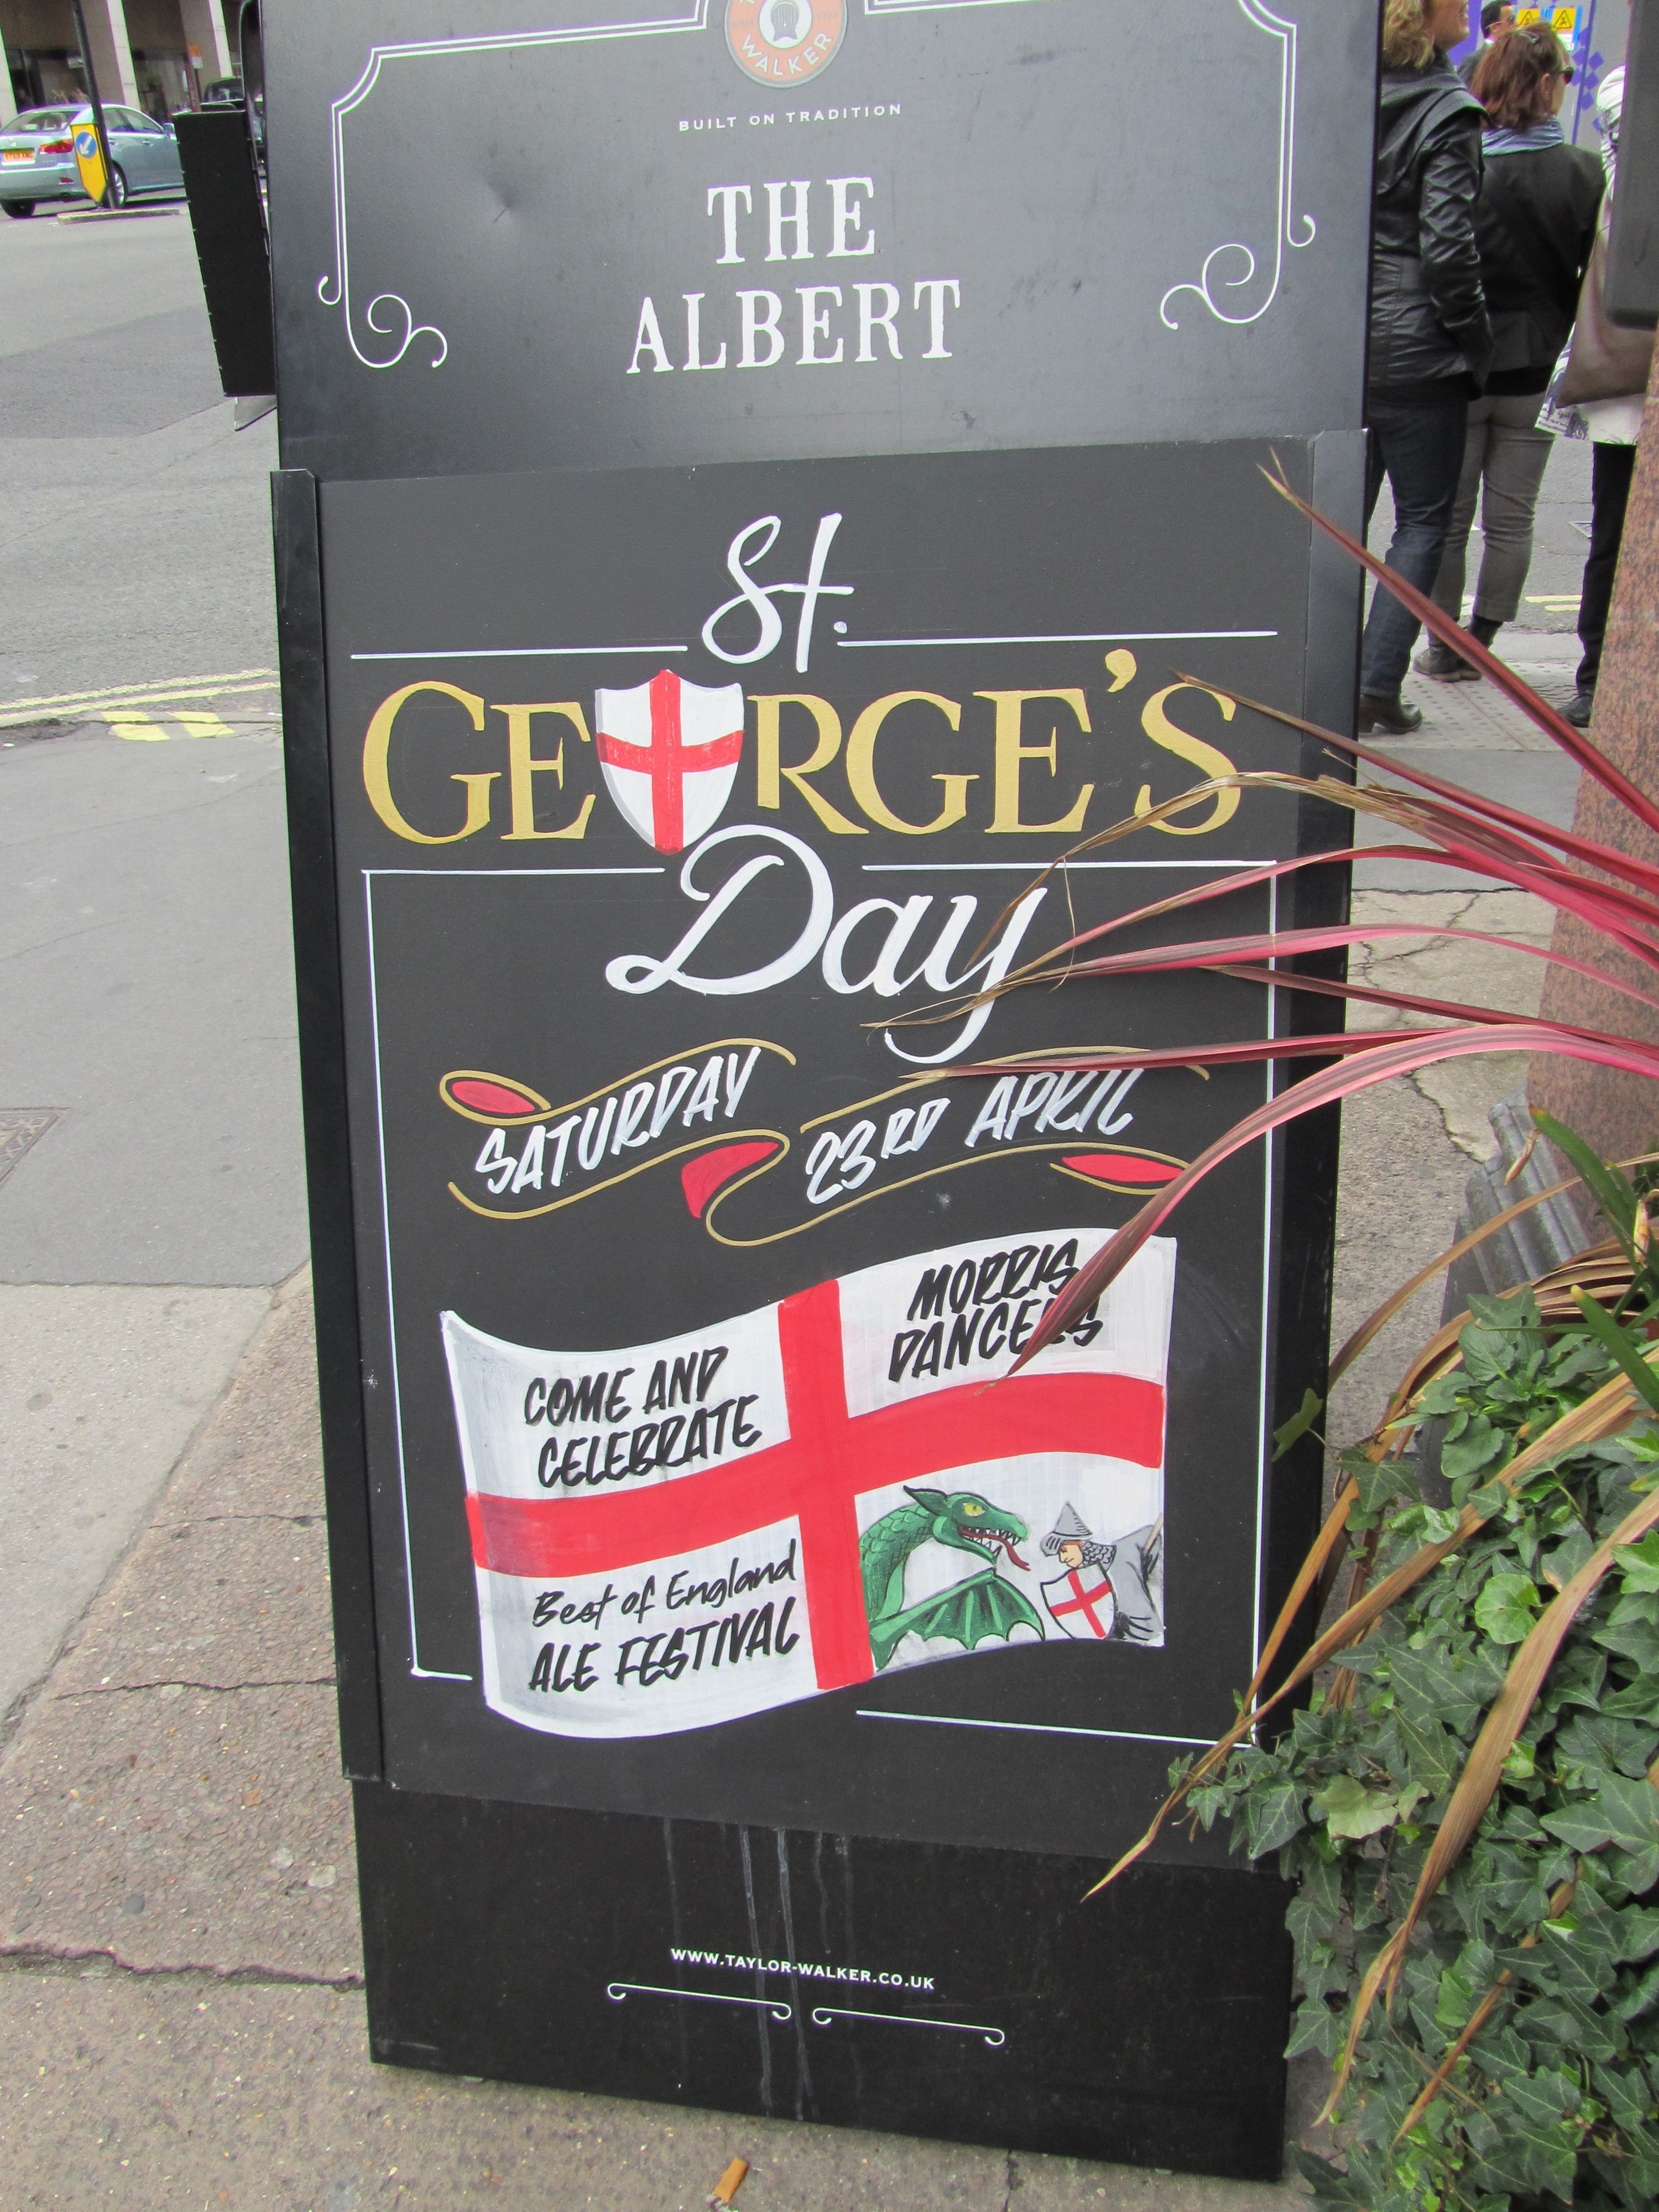 WALKER
BUILT ON TRADITION
THE
ALBERT
St.
GEORGE'S
Day
SATURDAY 23RD APRIL
COME AND
CELEBRATE
MORRIS
DANCERS
Best of England
ALE FESTIVAL
WWW.TAYLOR-WALKER.CO.UK